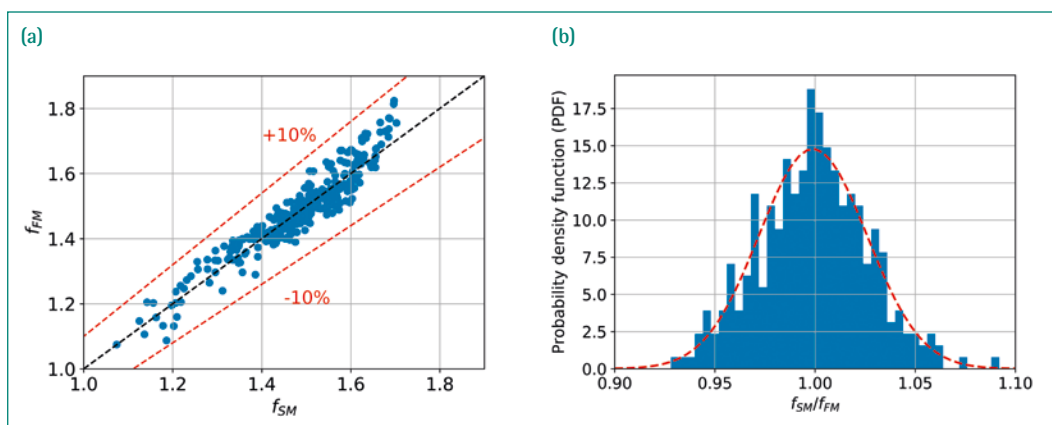 (a)
1.8
1.6
1.4
1.2
1.0
f_FM
+10%
-10%
1.0 1.2 1.4 1.6 1.8
f_SM
(b)
17.5
15.0
12.5
10.0
7.5
5.0
2.5
0.0
Probability density function (PDF)
0.90 0.95 1.00 1.05 1.10
f_SM/f_FM